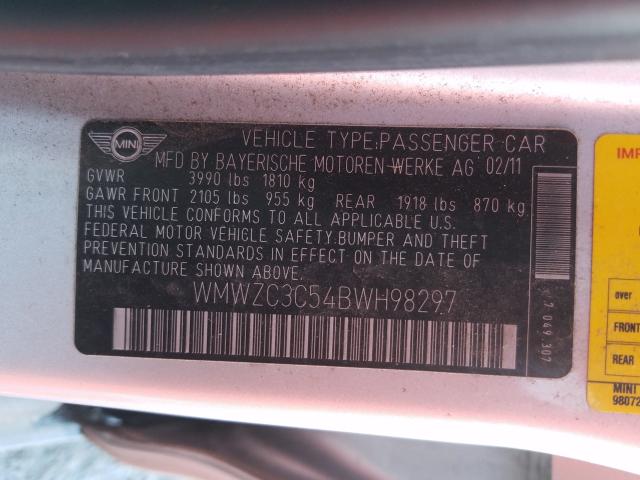 MINI
VEHICLE TYPE:PASSENGER CAR
MFD BY BAYERISCHE MOTOREN WERKE AG 02/11
GVWR 3990 lbs 1810 kg
GAWR FRONT 2105 lbs 955 kg REAR 1918 lbs 870 kg
THIS VEHICLE CONFORMS TO ALL APPLICABLE U.S.
FEDERAL MOTOR VEHICLE SAFETY.BUMPER AND THEFT
PREVENTION STANDARDS IN EFFECT ON THE DATE OF
MANUFACTURE SHOWN ABOVE.
WMWZC3C54BWH98297
7 049 307
IMP
over
FRONT
REAR
MINI
98072